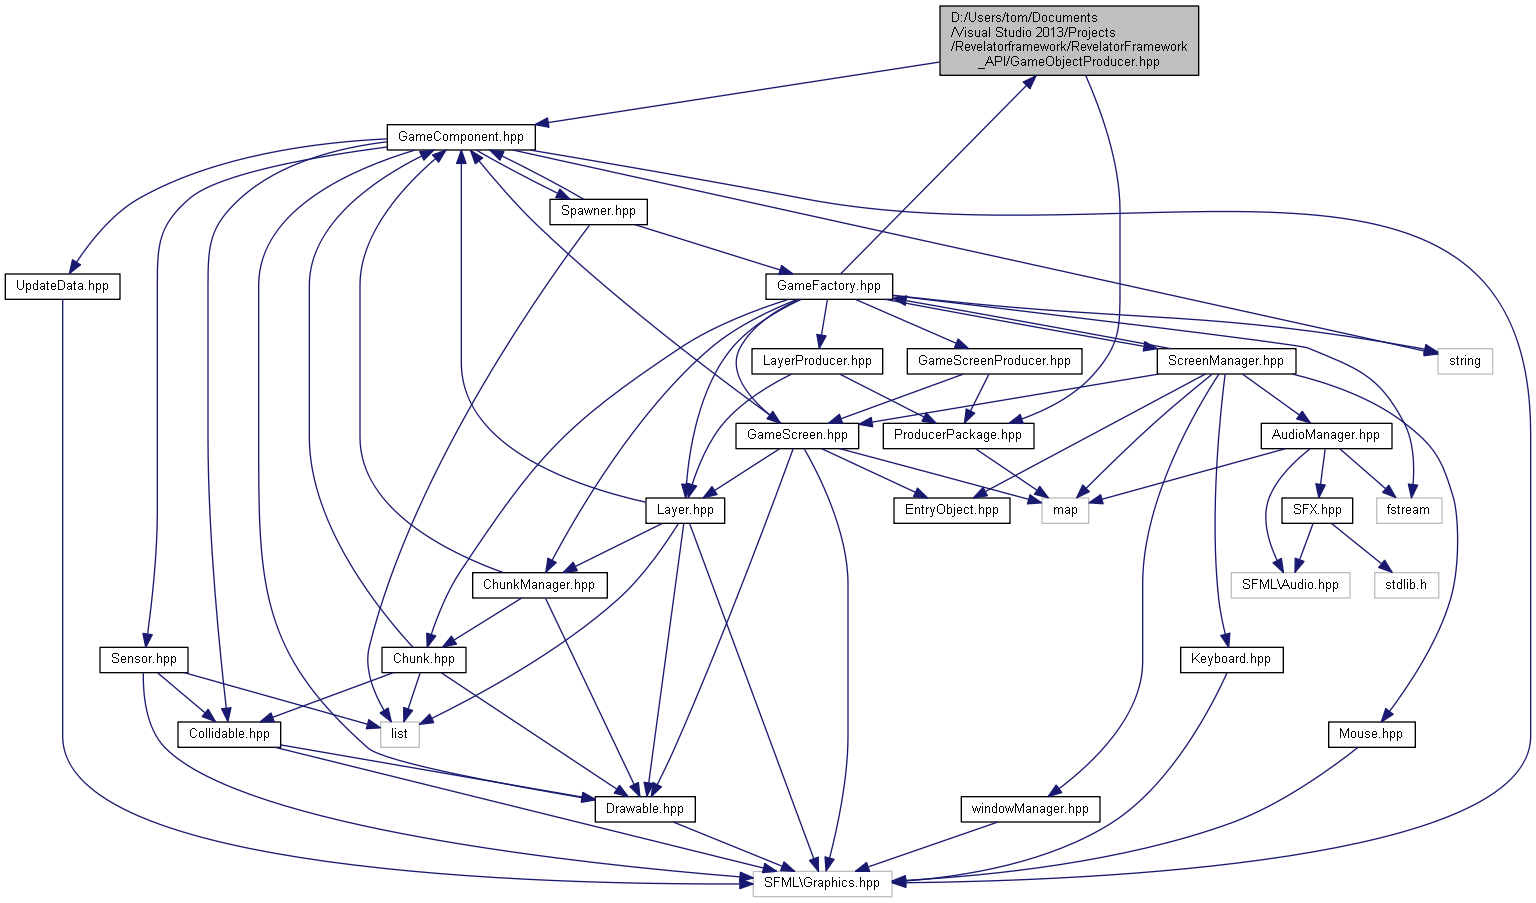 D:/Users/tom/Documents
/Visual Studio 2013/Projects
/Revelatorframework/RevelatorFramework
_API/GameObjectProducer.hpp
GameComponent.hpp
Spawner.hpp
UpdateData.hpp
GameFactory.hpp
LayerProducer.hpp
GameScreenProducer.hpp
ScreenManager.hpp
string
GameScreen.hpp
ProducerPackage.hpp
AudioManager.hpp
Layer.hpp
EntryObject.hpp
map
SFX.hpp
fstream
ChunkManager.hpp
SFML\Audio.hpp
stdlib.h
Sensor.hpp
Chunk.hpp
Keyboard.hpp
Collidable.hpp
list
Mouse.hpp
Drawable.hpp
windowManager.hpp
SFML\Graphics.hpp